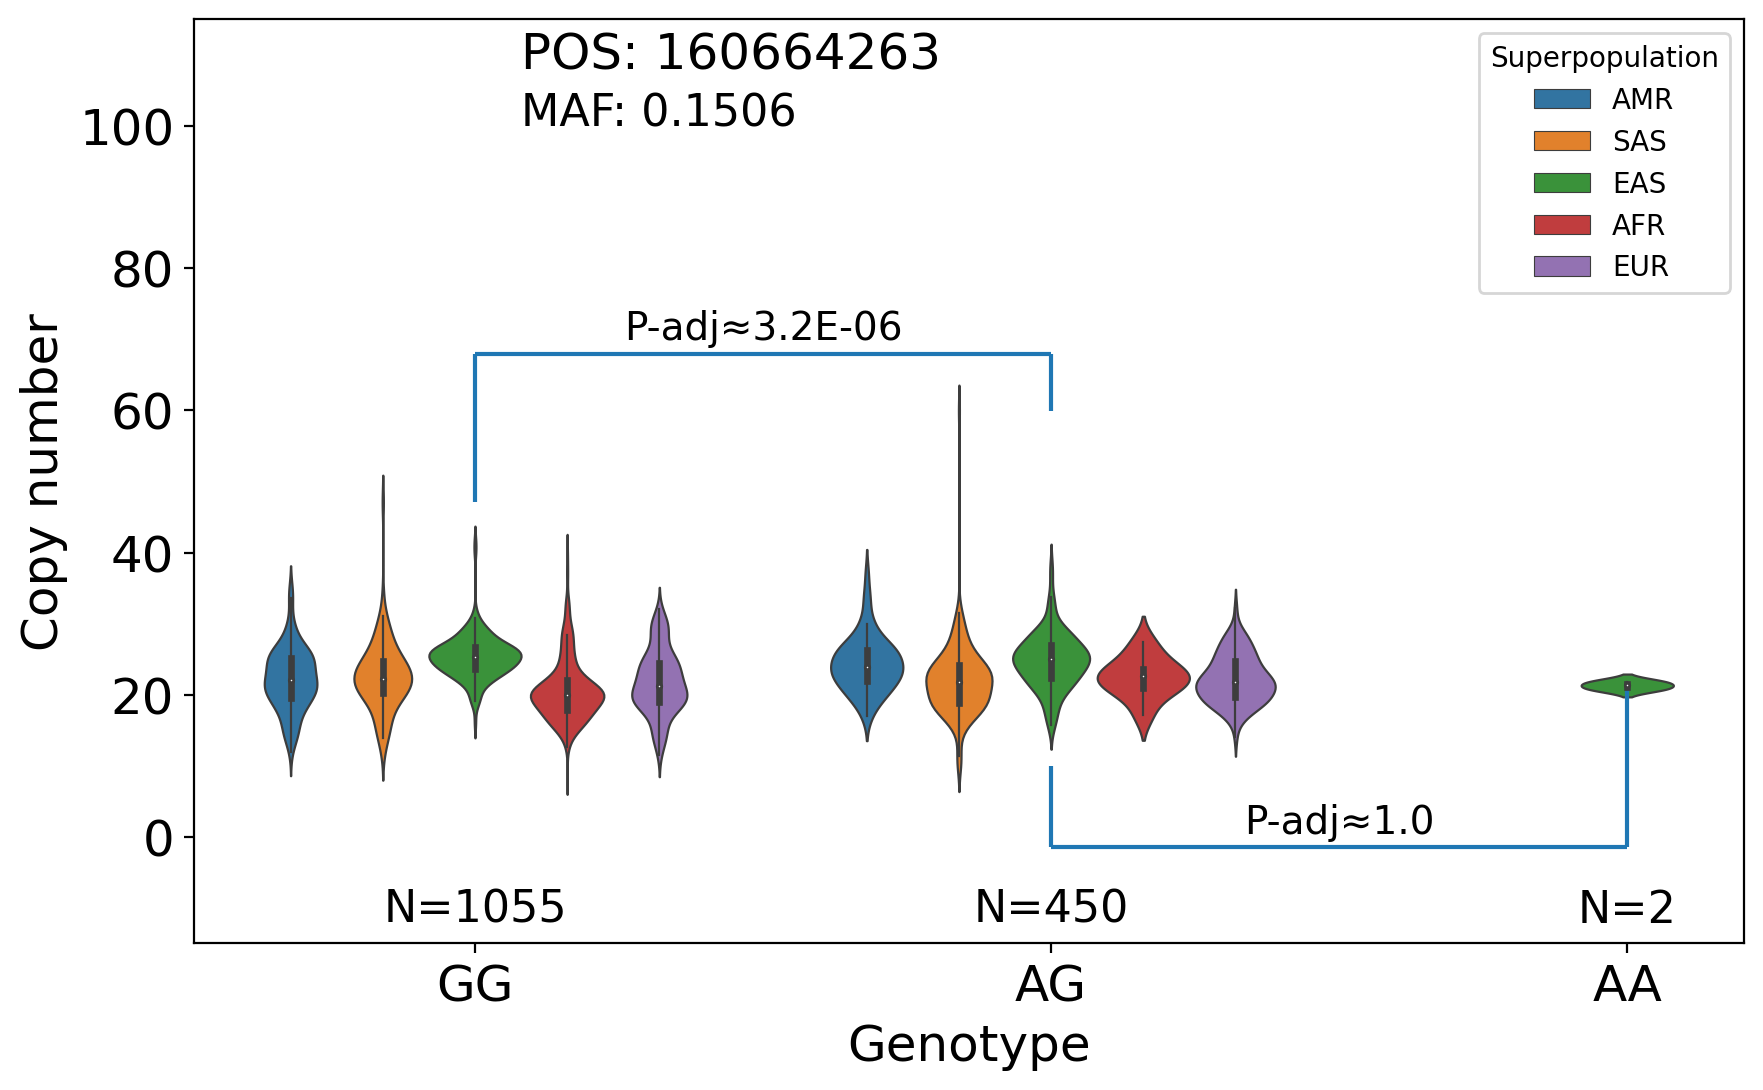 POS: 160664263
MAF: 0.1506
Superpopulation
AMR
SAS
EAS
AFR
EUR
Copy number
100
80
60
40
20
0
P-adj≈3.2E-06
P-adj≈1.0
N=1055
N=450
N=2
GG
AG
AA
Genotype